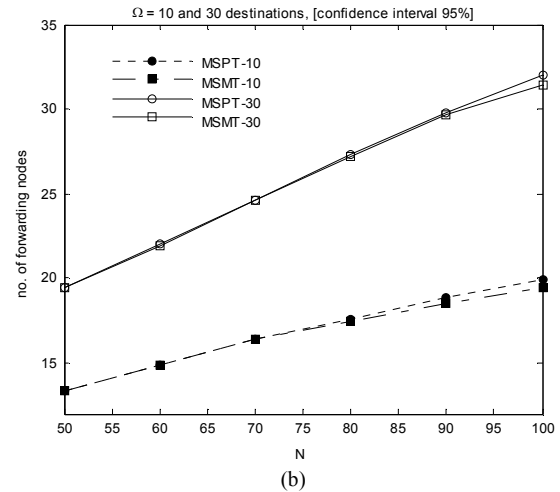 Ω = 10 and 30 destinations, [confidence interval 95%]
MSPT-10
MSMT-10
MSPT-30
MSMT-30
no. of forwarding nodes
35
30
25
20
15
50 55 60 65 70 75 80 85 90 95 100
N
(b)